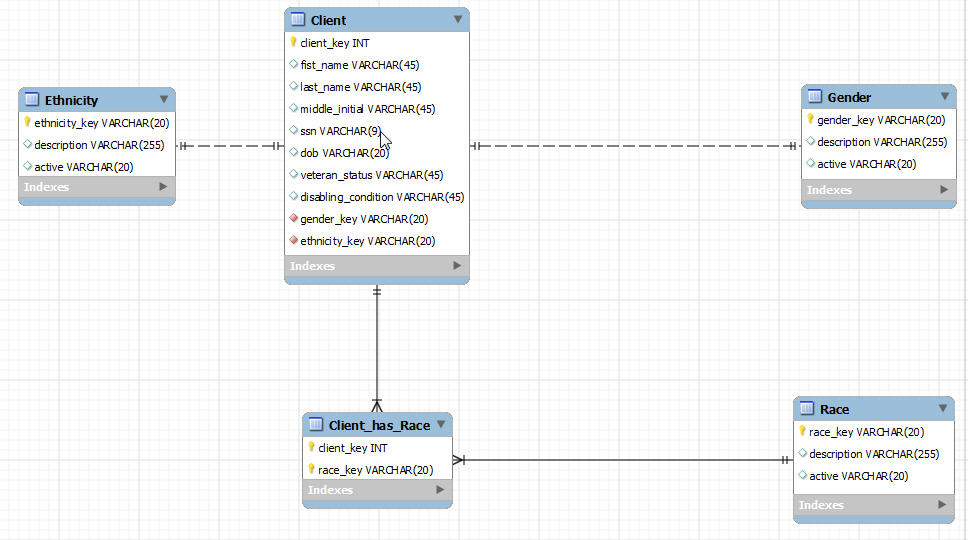 Client
client_key INT
fist_name VARCHAR(45)
last_name VARCHAR(45)
middle_initial VARCHAR(45)
ssn VARCHAR(9)
dob VARCHAR(20)
veteran_status VARCHAR(45)
disabling_condition VARCHAR(45)
gender_key VARCHAR(20)
ethnicity_key VARCHAR(20)
Indexes
Ethnicity
ethnicity_key VARCHAR(20)
description VARCHAR(255)
active VARCHAR(20)
Indexes
Gender
gender_key VARCHAR(20)
description VARCHAR(255)
active VARCHAR(20)
Indexes
Client_has_Race
client_key INT
race_key VARCHAR(20)
Indexes
Race
race_key VARCHAR(20)
description VARCHAR(255)
active VARCHAR(20)
Indexes